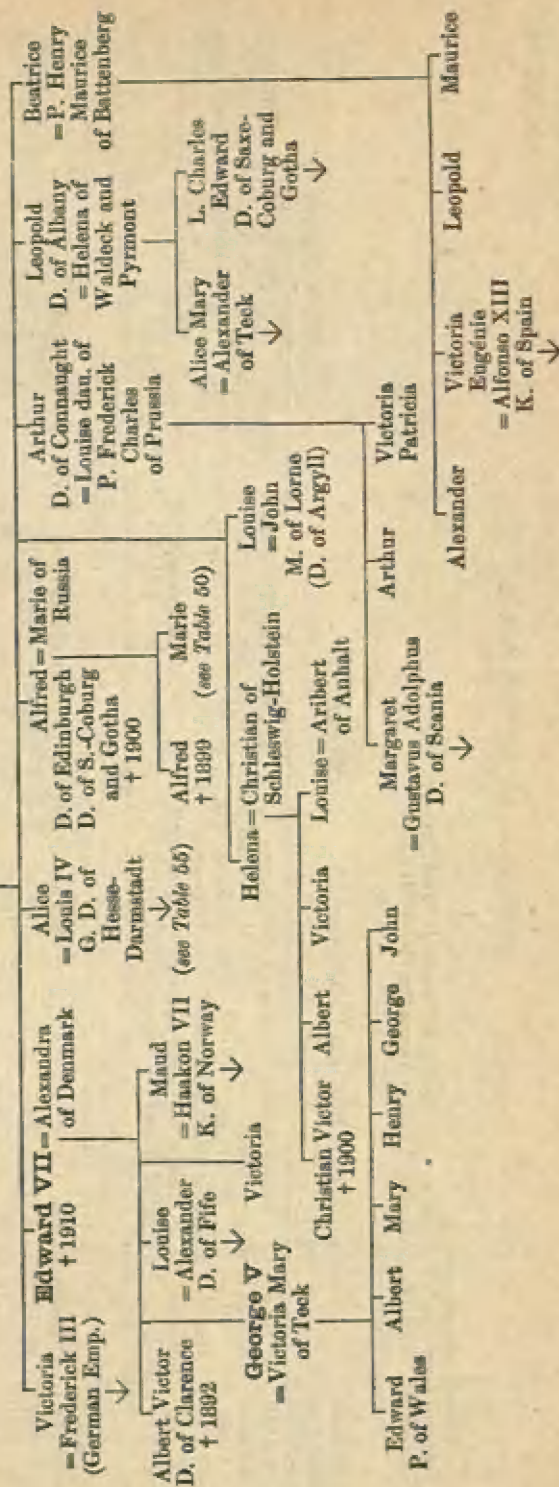 Victoria
= Frederick III
(German Emp.)
Edward VII = Alexandra
† 1910 of Denmark
Alice
= Louis IV
G. D. of
Hesse-
Darmstadt
(see Table 55)
Alfred = Marie of
Russia
D. of Edinburgh
D. of S.-Coburg
and Gotha
† 1900
Arthur
D. of Connaught
= Louise dau. of
P. Frederick
Charles
of Prussia
Leopold
D. of Albany
= Helena of
Waldeck and
Pyrmont
Beatrice
= P. Henry
Maurice
of Battenberg
Albert Victor
D. of Clarence
† 1892
Louise
= Alexander
D. of Fife
Maud
= Haakon VII
K. of Norway
Alfred
† 1899
Marie
(see Table 50)
Alice Mary
= Alexander
of Teck
L. Charles
Edward
D. of Saxe-
Coburg and
Gotha
George V
= Victoria Mary
of Teck
Victoria
Helena = Christian of
Schleswig-Holstein
Louise
= John
M. of Lorne
(D. of Argyll)
Christian Victor
† 1900
Albert
Victoria
Louise = Aribert
of Anhalt
Edward
P. of Wales
Albert
Mary
Henry
George
John
Margaret
= Gustavus Adolphus
D. of Scania
Arthur
Victoria
Patricia
Alexander
Victoria
Eugénie
= Alfonso XIII
K. of Spain
Leopold
Maurice